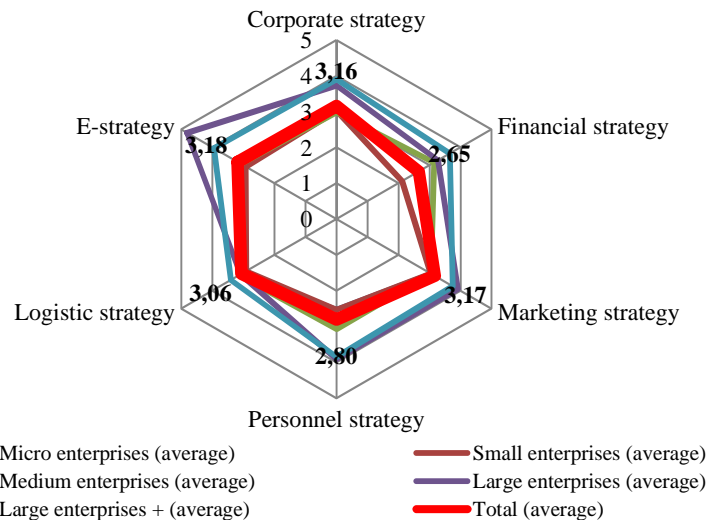 Corporate strategy
5
4
3,16
3
E-strategy
Financial strategy
3,18
2,65
2
1
0
3,06
3,17
Logistic strategy
Marketing strategy
2,80
Personnel strategy
Micro enterprises (average)
Small enterprises (average)
Medium enterprises (average)
Large enterprises (average)
Large enterprises + (average)
Total (average)